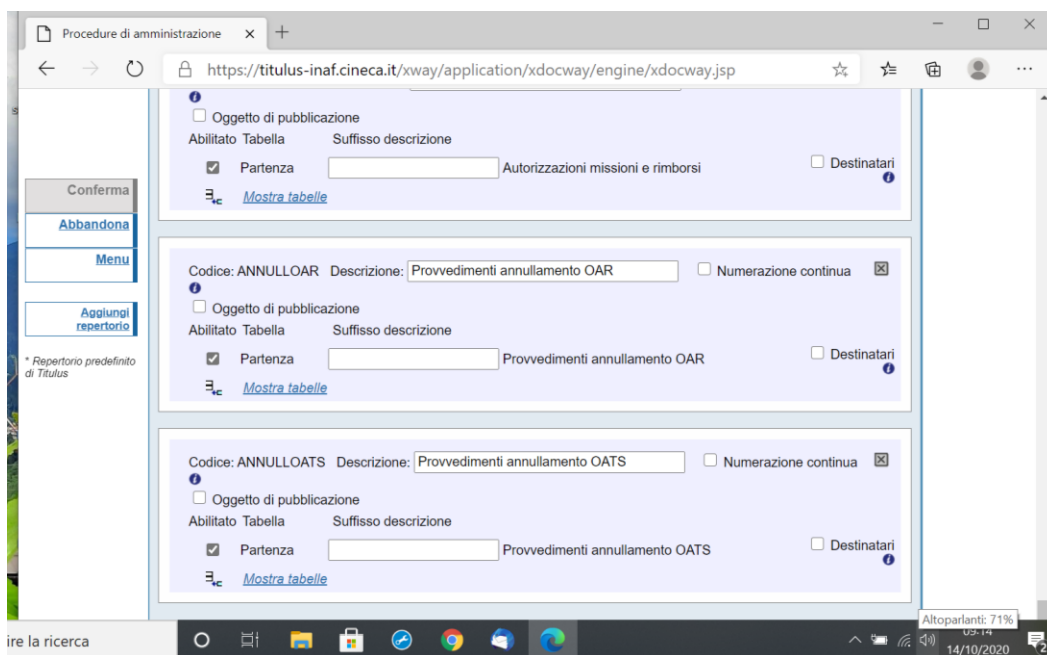 Procedure di amministrazione
https://titulus-inaf.cineca.it/xway/application/xdocway/engine/xdocway.jsp
Oggetto di pubblicazione
Abilitato Tabella Suffisso descrizione
Partenza Autorizzazioni missioni e rimborsi Destinatari
Mostra tabelle
Conferma
Abbandona
Menu
Aggiungi
repertorio
* Repertorio predefinito
di Titulus
Codice: ANNULLOAR Descrizione: Provvedimenti annullamento OAR Numerazione continua
Oggetto di pubblicazione
Abilitato Tabella Suffisso descrizione
Partenza Provvedimenti annullamento OAR Destinatari
Mostra tabelle
Codice: ANNULLOATS Descrizione: Provvedimenti annullamento OATS Numerazione continua
Oggetto di pubblicazione
Abilitato Tabella Suffisso descrizione
Partenza Provvedimenti annullamento OATS Destinatari
Mostra tabelle
Altoparlanti: 71%
ire la ricerca
09:14
14/10/2020
2